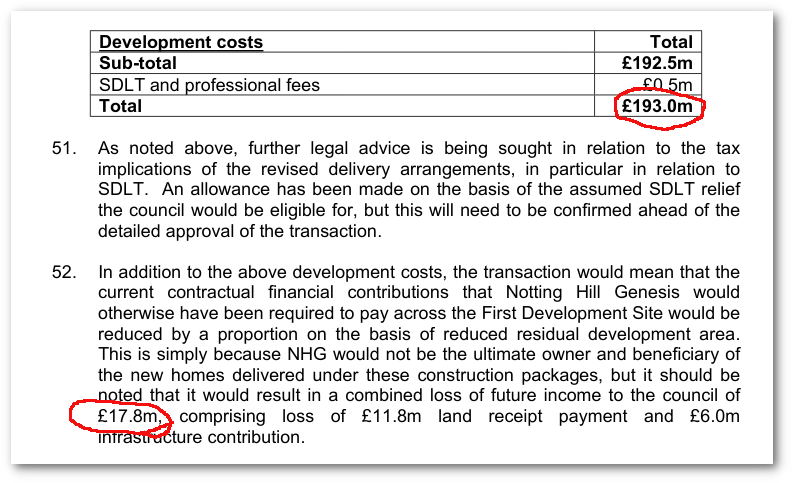 Development costs Total
Sub-total £192.5m
SDLT and professional fees £0.5m
Total £193.0m
51. As noted above, further legal advice is being sought in relation to the tax
implications of the revised delivery arrangements, in particular in relation to
SDLT. An allowance has been made on the basis of the assumed SDLT relief
the council would be eligible for, but this will need to be confirmed ahead of the
detailed approval of the transaction.
52. In addition to the above development costs, the transaction would mean that the
current contractual financial contributions that Notting Hill Genesis would
otherwise have been required to pay across the First Development Site would be
reduced by a proportion on the basis of reduced residual development area.
This is simply because NHG would not be the ultimate owner and beneficiary of
the new homes delivered under these construction packages, but it should be
noted that it would result in a combined loss of future income to the council of
£17.8m, comprising loss of £11.8m land receipt payment and £6.0m
infrastructure contribution.